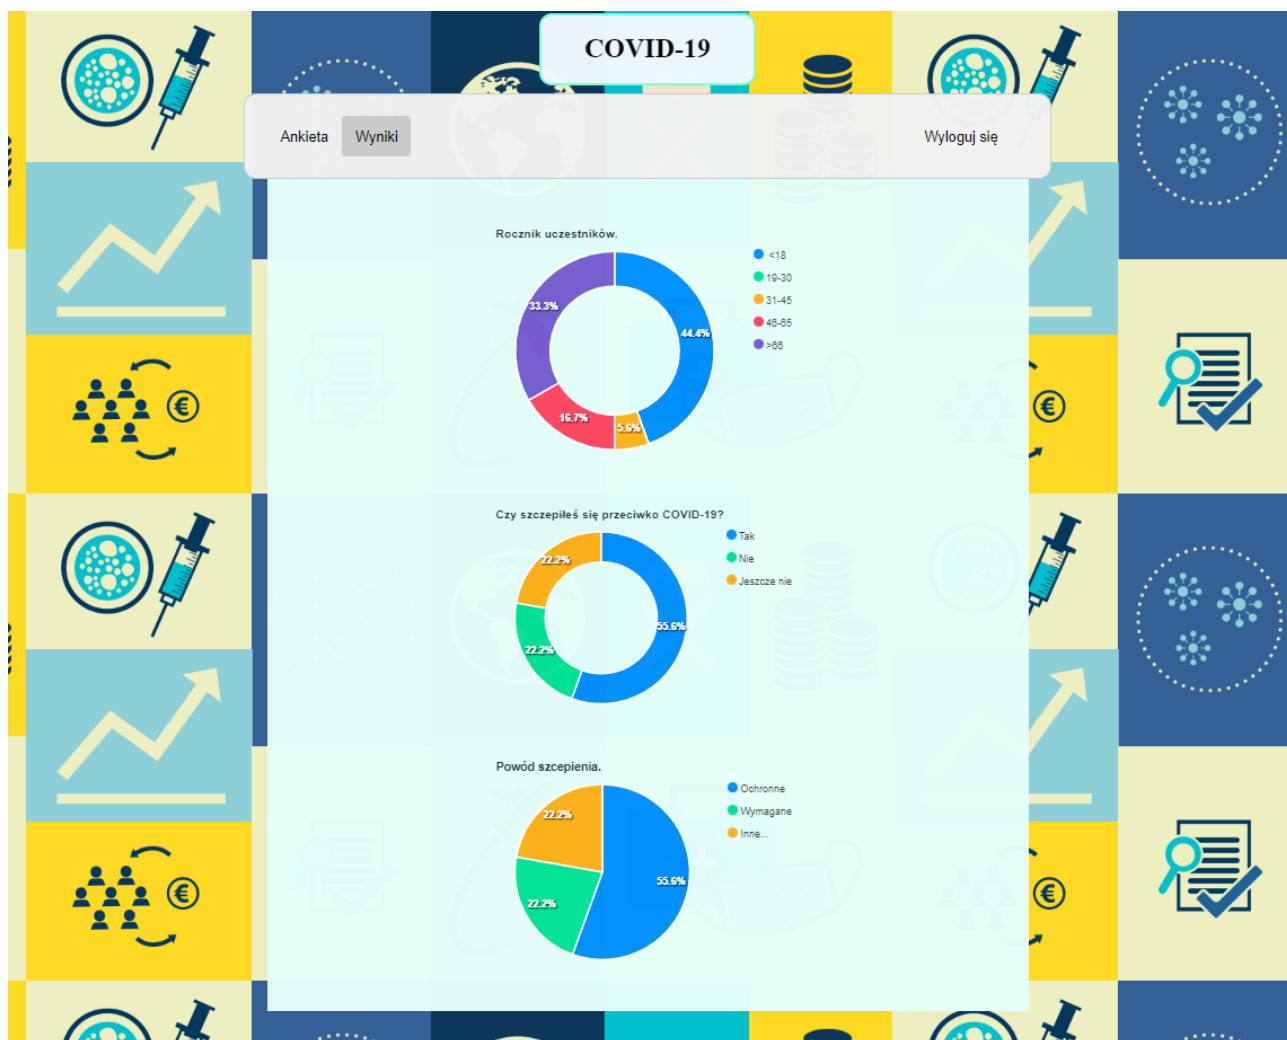 COVID-19
Ankieta
Wyniki
Wyloguj się
Rocznik uczestników.
33.3%
44.4%
16.7%
5.6%
<18
19-30
31-45
46-65
>66
Czy szczepiłeś się przeciwko COVID-19?
22.2%
55.6%
22.2%
Tak
Nie
Jeszcze nie
Powód szcepienia.
22.2%
55.6%
22.2%
Ochronne
Wymagane
Inne...